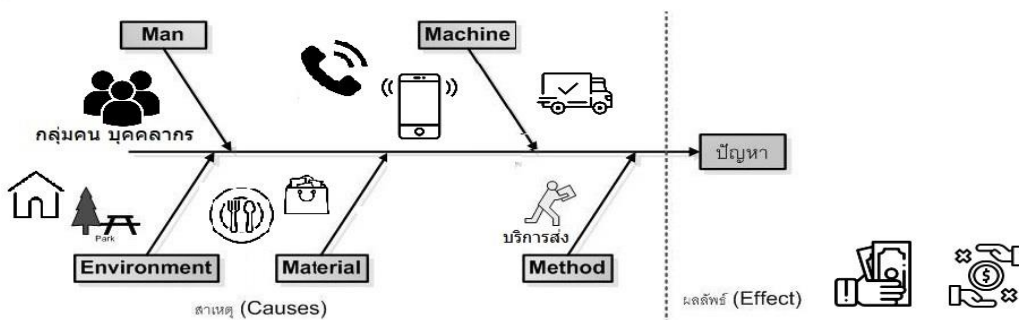 Man
Machine
กลุ่มคน บุคคลากร
ปัญหา
Park
บริการส่ง
Environment
Material
Method
สาเหตุ (Causes)
ผลลัพธ์ (Effect)